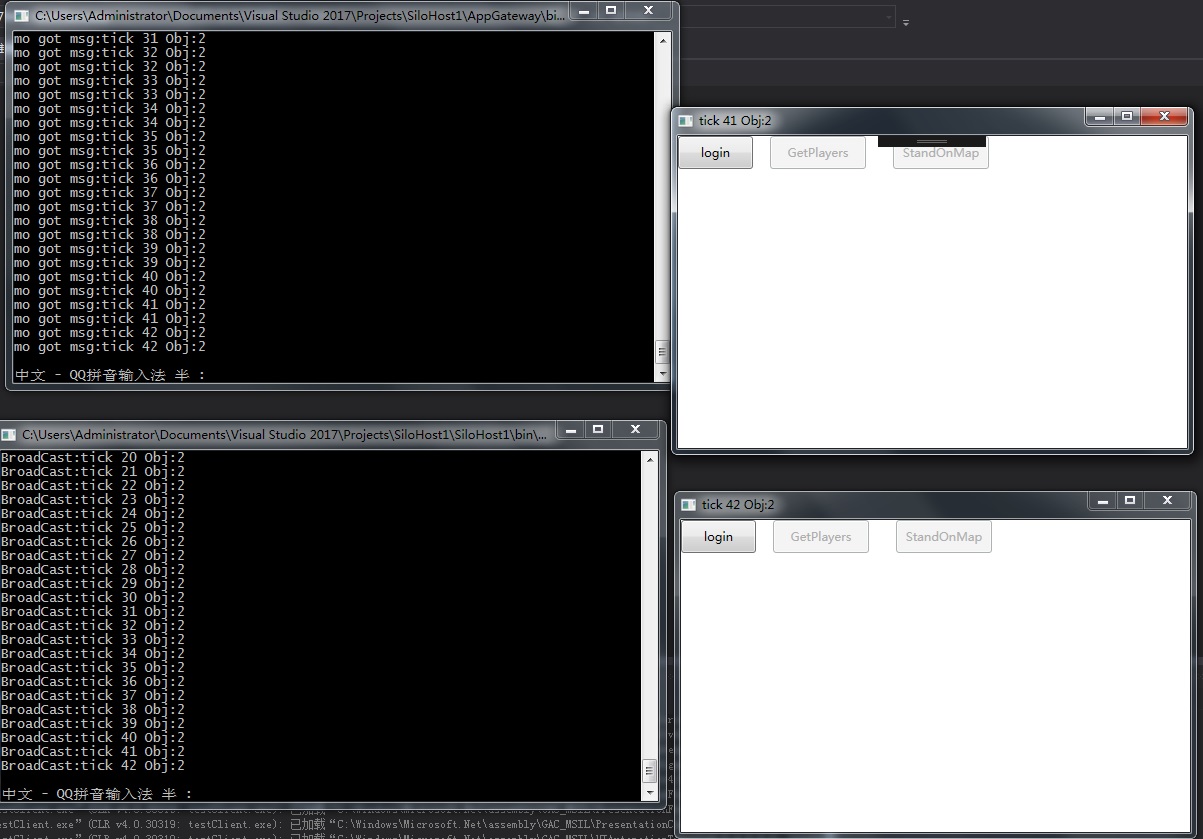 C:\Users\Administrator\Documents\Visual Studio 2017\Projects\SiloHost1\AppGateway\bi...
mo got msg:tick 31 Obj:2
mo got msg:tick 32 Obj:2
mo got msg:tick 32 Obj:2
mo got msg:tick 33 Obj:2
mo got msg:tick 33 Obj:2
mo got msg:tick 34 Obj:2
mo got msg:tick 34 Obj:2
mo got msg:tick 35 Obj:2
mo got msg:tick 35 Obj:2
mo got msg:tick 36 Obj:2
mo got msg:tick 36 Obj:2
mo got msg:tick 37 Obj:2
mo got msg:tick 37 Obj:2
mo got msg:tick 38 Obj:2
mo got msg:tick 38 Obj:2
mo got msg:tick 39 Obj:2
mo got msg:tick 39 Obj:2
mo got msg:tick 40 Obj:2
mo got msg:tick 40 Obj:2
mo got msg:tick 41 Obj:2
mo got msg:tick 41 Obj:2
mo got msg:tick 42 Obj:2
mo got msg:tick 42 Obj:2
中文 - QQ拼音输入法 半 :
tick 41 Obj:2
login GetPlayers StandOnMap
C:\Users\Administrator\Documents\Visual Studio 2017\Projects\SiloHost1\SiloHost1\bin\...
BroadCast:tick 20 Obj:2
BroadCast:tick 21 Obj:2
BroadCast:tick 22 Obj:2
BroadCast:tick 23 Obj:2
BroadCast:tick 24 Obj:2
BroadCast:tick 25 Obj:2
BroadCast:tick 26 Obj:2
BroadCast:tick 27 Obj:2
BroadCast:tick 28 Obj:2
BroadCast:tick 29 Obj:2
BroadCast:tick 30 Obj:2
BroadCast:tick 31 Obj:2
BroadCast:tick 32 Obj:2
BroadCast:tick 33 Obj:2
BroadCast:tick 34 Obj:2
BroadCast:tick 35 Obj:2
BroadCast:tick 36 Obj:2
BroadCast:tick 37 Obj:2
BroadCast:tick 38 Obj:2
BroadCast:tick 39 Obj:2
BroadCast:tick 40 Obj:2
BroadCast:tick 41 Obj:2
BroadCast:tick 42 Obj:2
中文 - QQ拼音输入法 半 :
tick 42 Obj:2
login GetPlayers StandOnMap
estClient.exe” (CLR v4.0.30319: testClient.exe): 已加载“C:\Windows\Microsoft.Net\assembly\GAC_MSIL\PresentationC